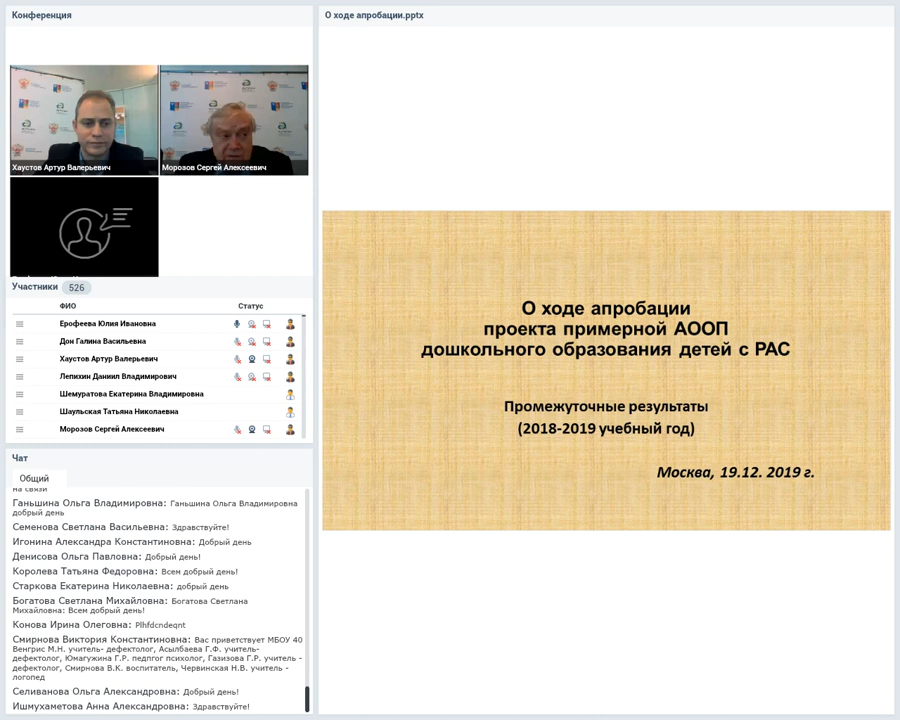 Конференция
Хаустов Артур Валерьевич
Морозов Сергей Алексеевич
Участники 526
ФИО Статус
Ерофеева Юлия Ивановна
Дон Галина Васильевна
Хаустов Артур Валерьевич
Лепихин Даниил Владимирович
Шемуратова Екатерина Владимировна
Шаульская Татьяна Николаевна
Морозов Сергей Алексеевич
Чат
Общий
на связи
Ганьшина Ольга Владимировна: Ганьшина Ольга Владимировна
добрый день
Семенова Светлана Васильевна: Здравствуйте!
Игонина Александра Константиновна: Добрый день
Денисова Ольга Павловна: Добрый день!
Королева Татьяна Федоровна: Всем добрый день!
Старкова Екатерина Николаевна: добрый день
Богатова Светлана Михайловна: Богатова Светлана
Михайловна: Всем добрый день!
Конова Ирина Олеговна: Plhfdcndeqnt
Смирнова Виктория Константиновна: Вас приветствует МБОУ 40
Венгрис М.Н. учитель- дефектолог, Асылбаева Г.Ф. учитель-
дефектолог, Юмагужина Г.Р. педпгог психолог, Газизова Г.Р. учитель -
дефектолог, Смирнова В.К. воспитатель, Червинская Н.В. учитель -
логопед
Селиванова Ольга Александровна: Добрый день!
Ишмухаметова Анна Александровна: Здравствуйте!
О ходе апробации.pptx
О ходе апробации
проекта примерной АООП
дошкольного образования детей с РАС
Промежуточные результаты
(2018-2019 учебный год)
Москва, 19.12. 2019 г.